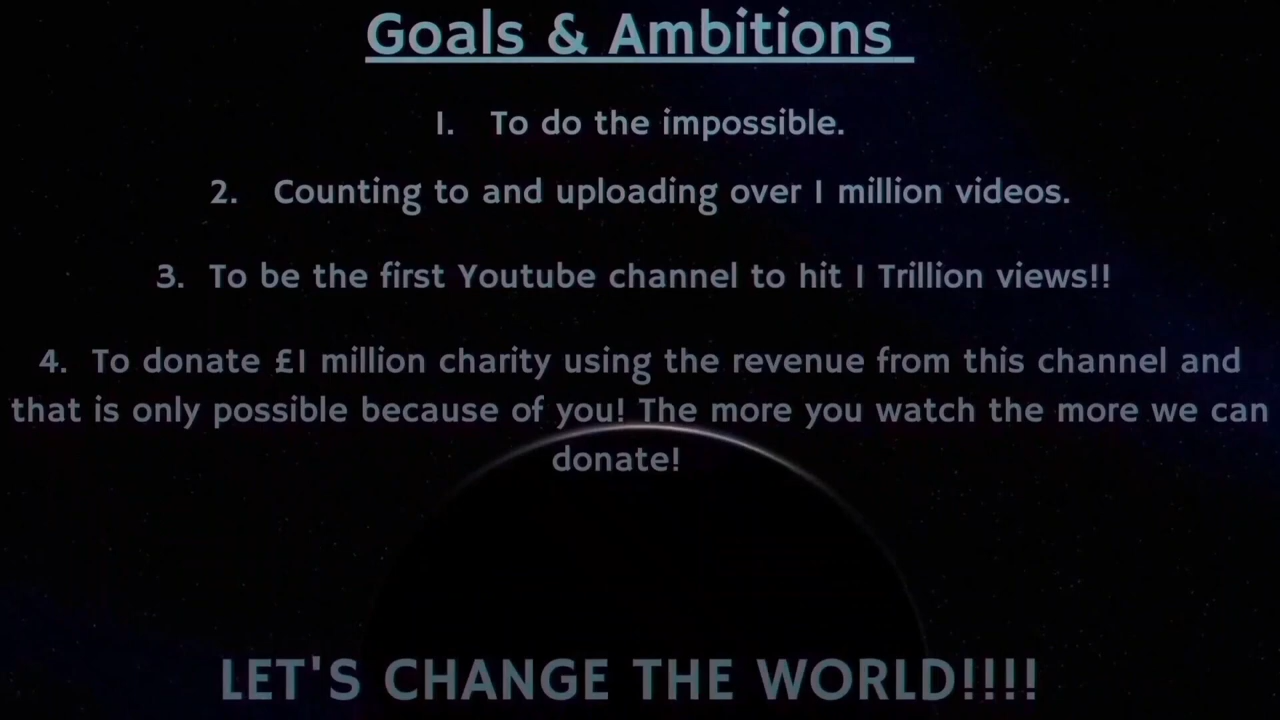 Goals & Ambitions
1. To do the impossible.
2. Counting to and uploading over 1 million videos.
3. To be the first Youtube channel to hit 1 Trillion views!!
4. To donate £1 million charity using the revenue from this channel and
that is only possible because of you! The more you watch the more we can
donate!
LET'S CHANGE THE WORLD!!!!